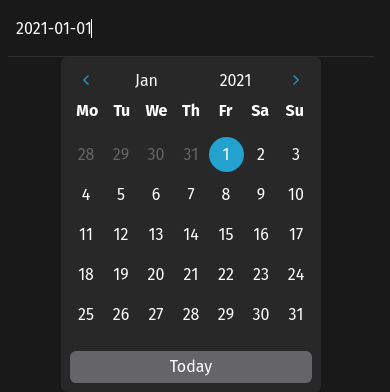 2021-01-01
Jan 2021
Mo Tu We Th Fr Sa Su
28 29 30 31 1 2 3
4 5 6 7 8 9 10
11 12 13 14 15 16 17
18 19 20 21 22 23 24
25 26 27 28 29 30 31
Today